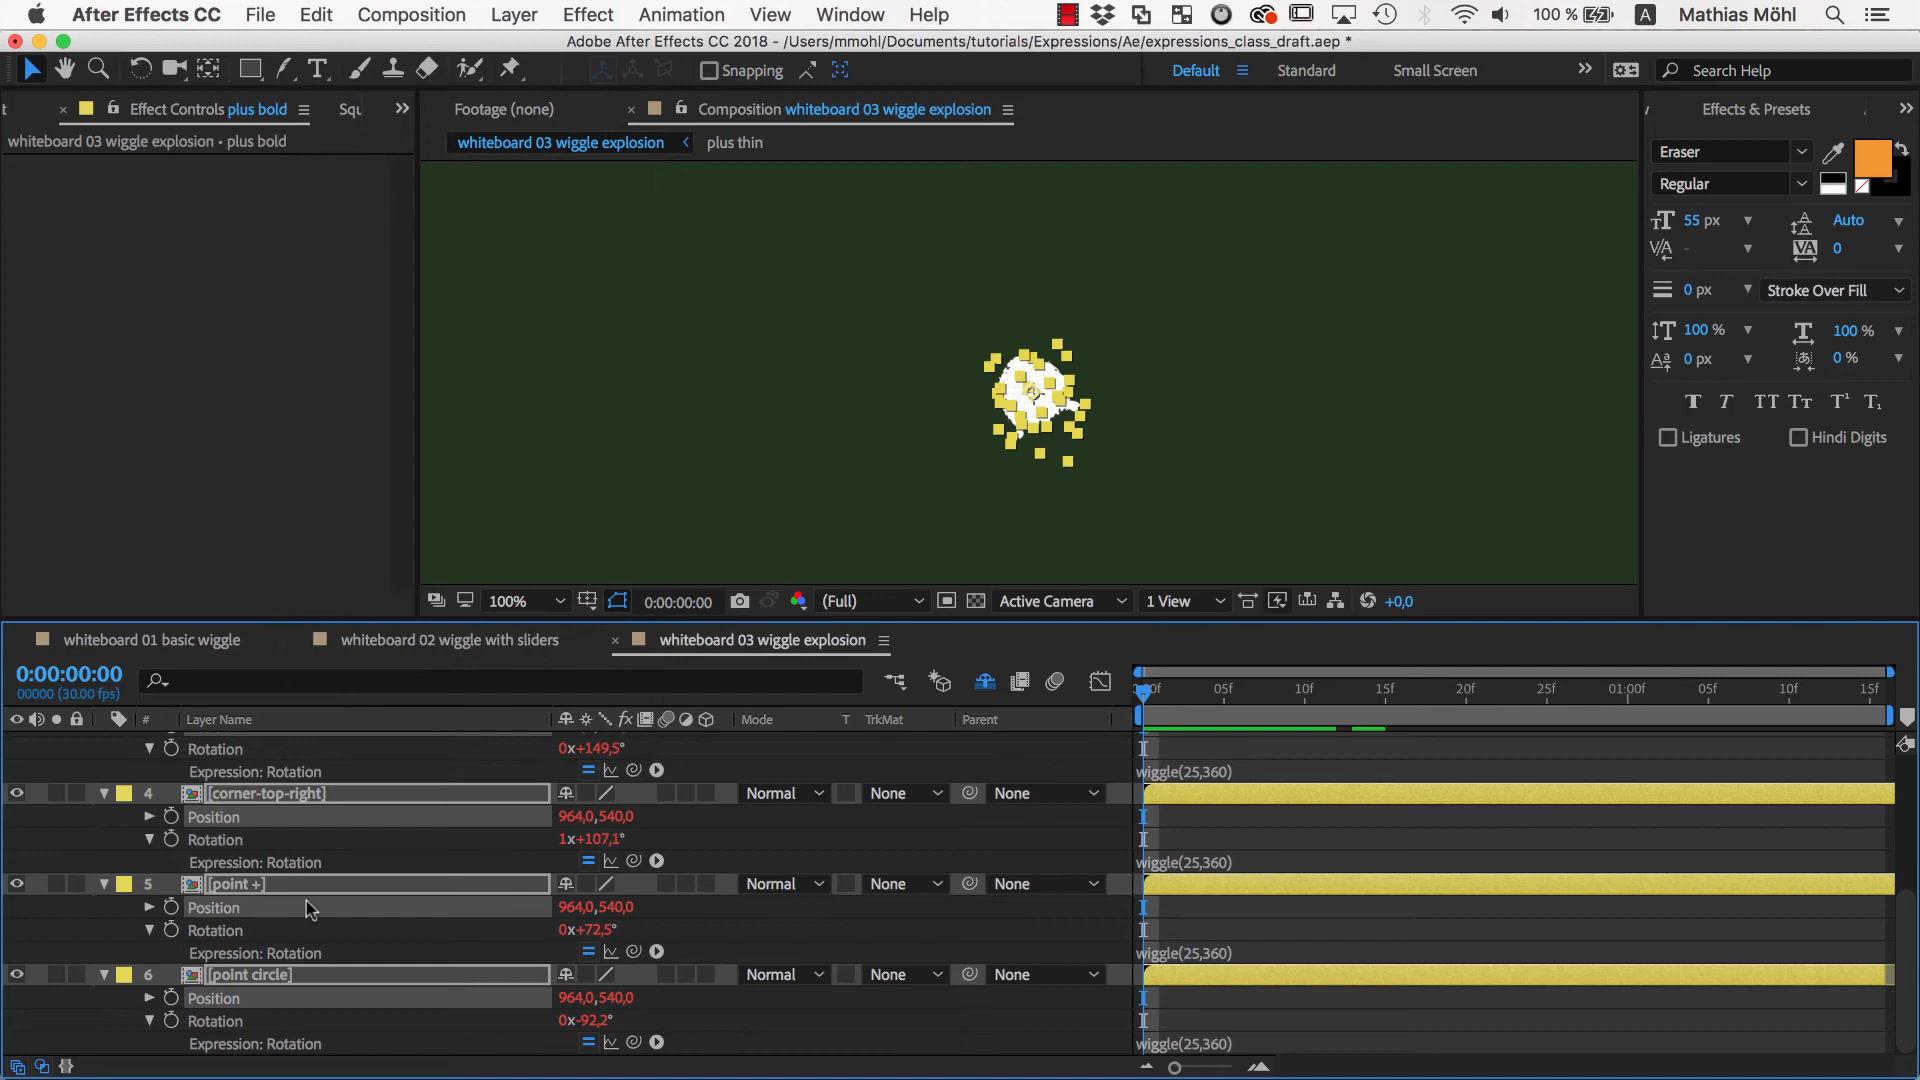 After Effects CC File Edit Composition Layer Effect Animation View Window Help 100 % A Mathias Möhl
Adobe After Effects CC 2018 - /Users/mmohl/Documents/tutorials/Expressions/Ae/expressions_class_draft.aep *
Snapping Default Standard Small Screen Search Help
Effect Controls plus bold Squ Footage (none) Composition whiteboard 03 wiggle explosion Effects & Presets
whiteboard 03 wiggle explosion • plus bold whiteboard 03 wiggle explosion plus thin
Eraser
Regular
55 px Auto
- 0
0 px Stroke Over Fill
100 % 100 %
0 px 0 %
T T TT Tt T¹ T₁
Ligatures Hindi Digits
100% 0:00:00:00 (Full) Active Camera 1 View +0,0
whiteboard 01 basic wiggle whiteboard 02 wiggle with sliders whiteboard 03 wiggle explosion
0:00:00:00
00000 (30.00 fps)
05f 10f 15f 20f 25f 01:00f 05f 10f 15f
# Layer Name fx Mode T TrkMat Parent
Rotation 0x+149,5°
Expression: Rotation wiggle(25,360)
4 [corner-top-right] Normal None None
Position 964,0,540,0
Rotation 1x+107,1°
Expression: Rotation wiggle(25,360)
5 [point +] Normal None None
Position 964,0,540,0
Rotation 0x+72,5°
Expression: Rotation wiggle(25,360)
6 [point circle] Normal None None
Position 964,0,540,0
Rotation 0x-92,2°
Expression: Rotation wiggle(25,360)